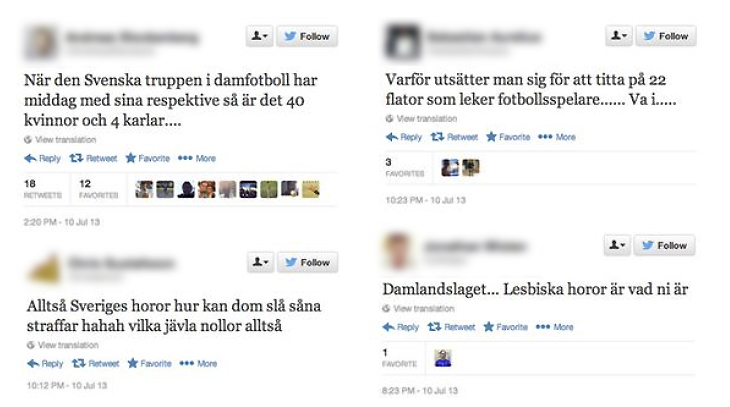 Follow
När den Svenska truppen i damfotboll har
middag med sina respektive så är det 40
kvinnor och 4 karlar....
View translation
Reply Retweet Favorite More
18 RETWEETS 12 FAVORITES
2:20 PM - 10 Jul 13
Follow
Alltså Sveriges horor hur kan dom slå såna
straffar hahah vilka jävla nollor alltså
View translation
Reply Retweet Favorite More
10:12 PM - 10 Jul 13
Follow
Varför utsätter man sig för att titta på 22
flator som leker fotbollsspelare...... Va i.....
View translation
Reply Retweet Favorite More
3 FAVORITES
10:23 PM - 10 Jul 13
Follow
Damlandslaget... Lesbiska horor är vad ni är
View translation
Reply Retweet Favorite More
1 FAVORITE
8:23 PM - 10 Jul 13